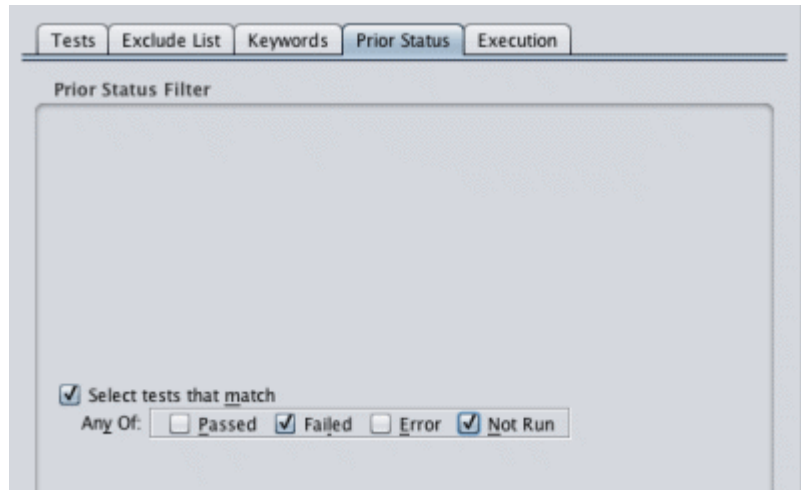 Tests Exclude List Keywords Prior Status Execution
Prior Status Filter
Select tests that match
Any Of: Passed Failed Error Not Run